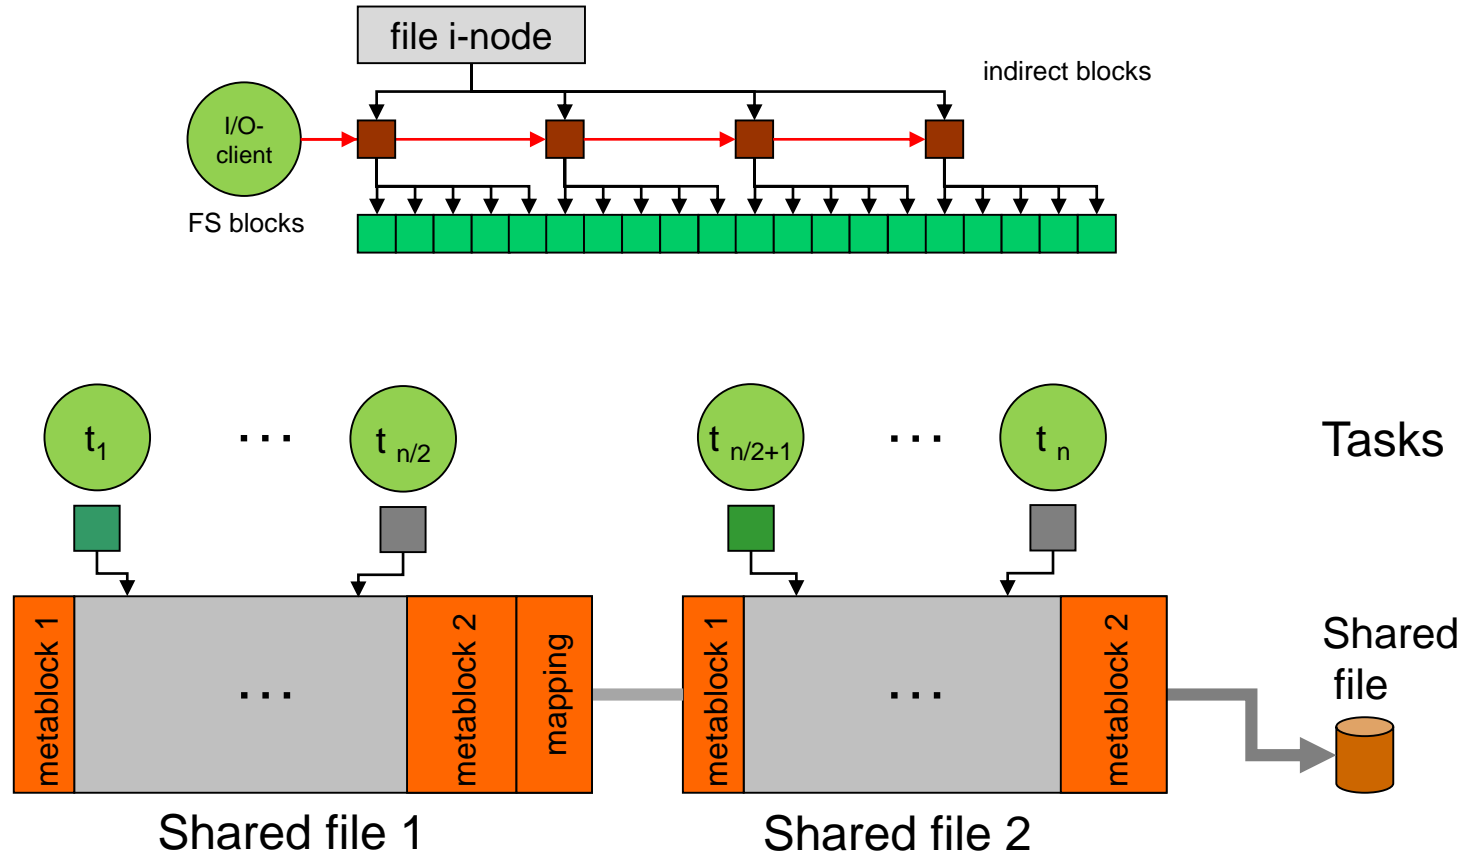 file i-node
indirect blocks
I/O-
client
FS blocks
t1
...
t n/2
t n/2+1
...
t n
Tasks
metablock 1
...
metablock 2
mapping
metablock 1
...
metablock 2
Shared
file
Shared file 1
Shared file 2